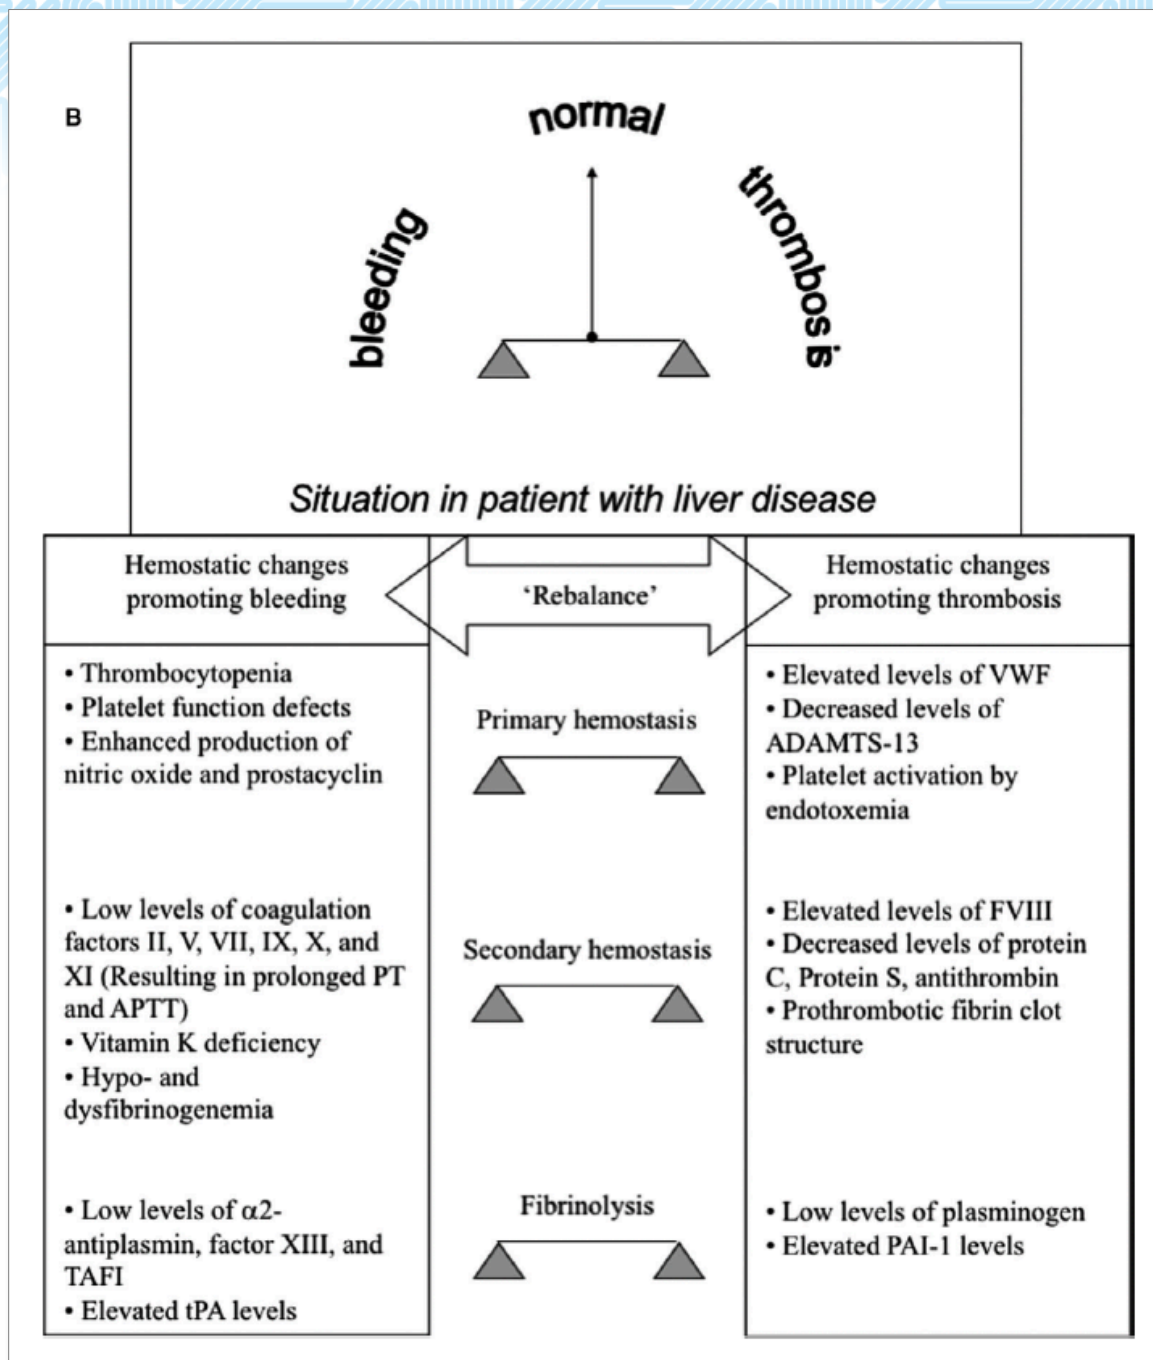 B
normal
bleeding
thrombosis
Situation in patient with liver disease
Hemostatic changes
promoting bleeding
‘Rebalance’
Hemostatic changes
promoting thrombosis
• Thrombocytopenia
• Platelet function defects
• Enhanced production of
nitric oxide and prostacyclin
Primary hemostasis
• Elevated levels of VWF
• Decreased levels of
ADAMTS-13
• Platelet activation by
endotoxemia
• Low levels of coagulation
factors II, V, VII, IX, X, and
XI (Resulting in prolonged PT
and APTT)
• Vitamin K deficiency
• Hypo- and
dysfibrinogenemia
Secondary hemostasis
• Elevated levels of FVIII
• Decreased levels of protein
C, Protein S, antithrombin
• Prothrombotic fibrin clot
structure
• Low levels of α2-
antiplasmin, factor XIII, and
TAFI
• Elevated tPA levels
Fibrinolysis
• Low levels of plasminogen
• Elevated PAI-1 levels